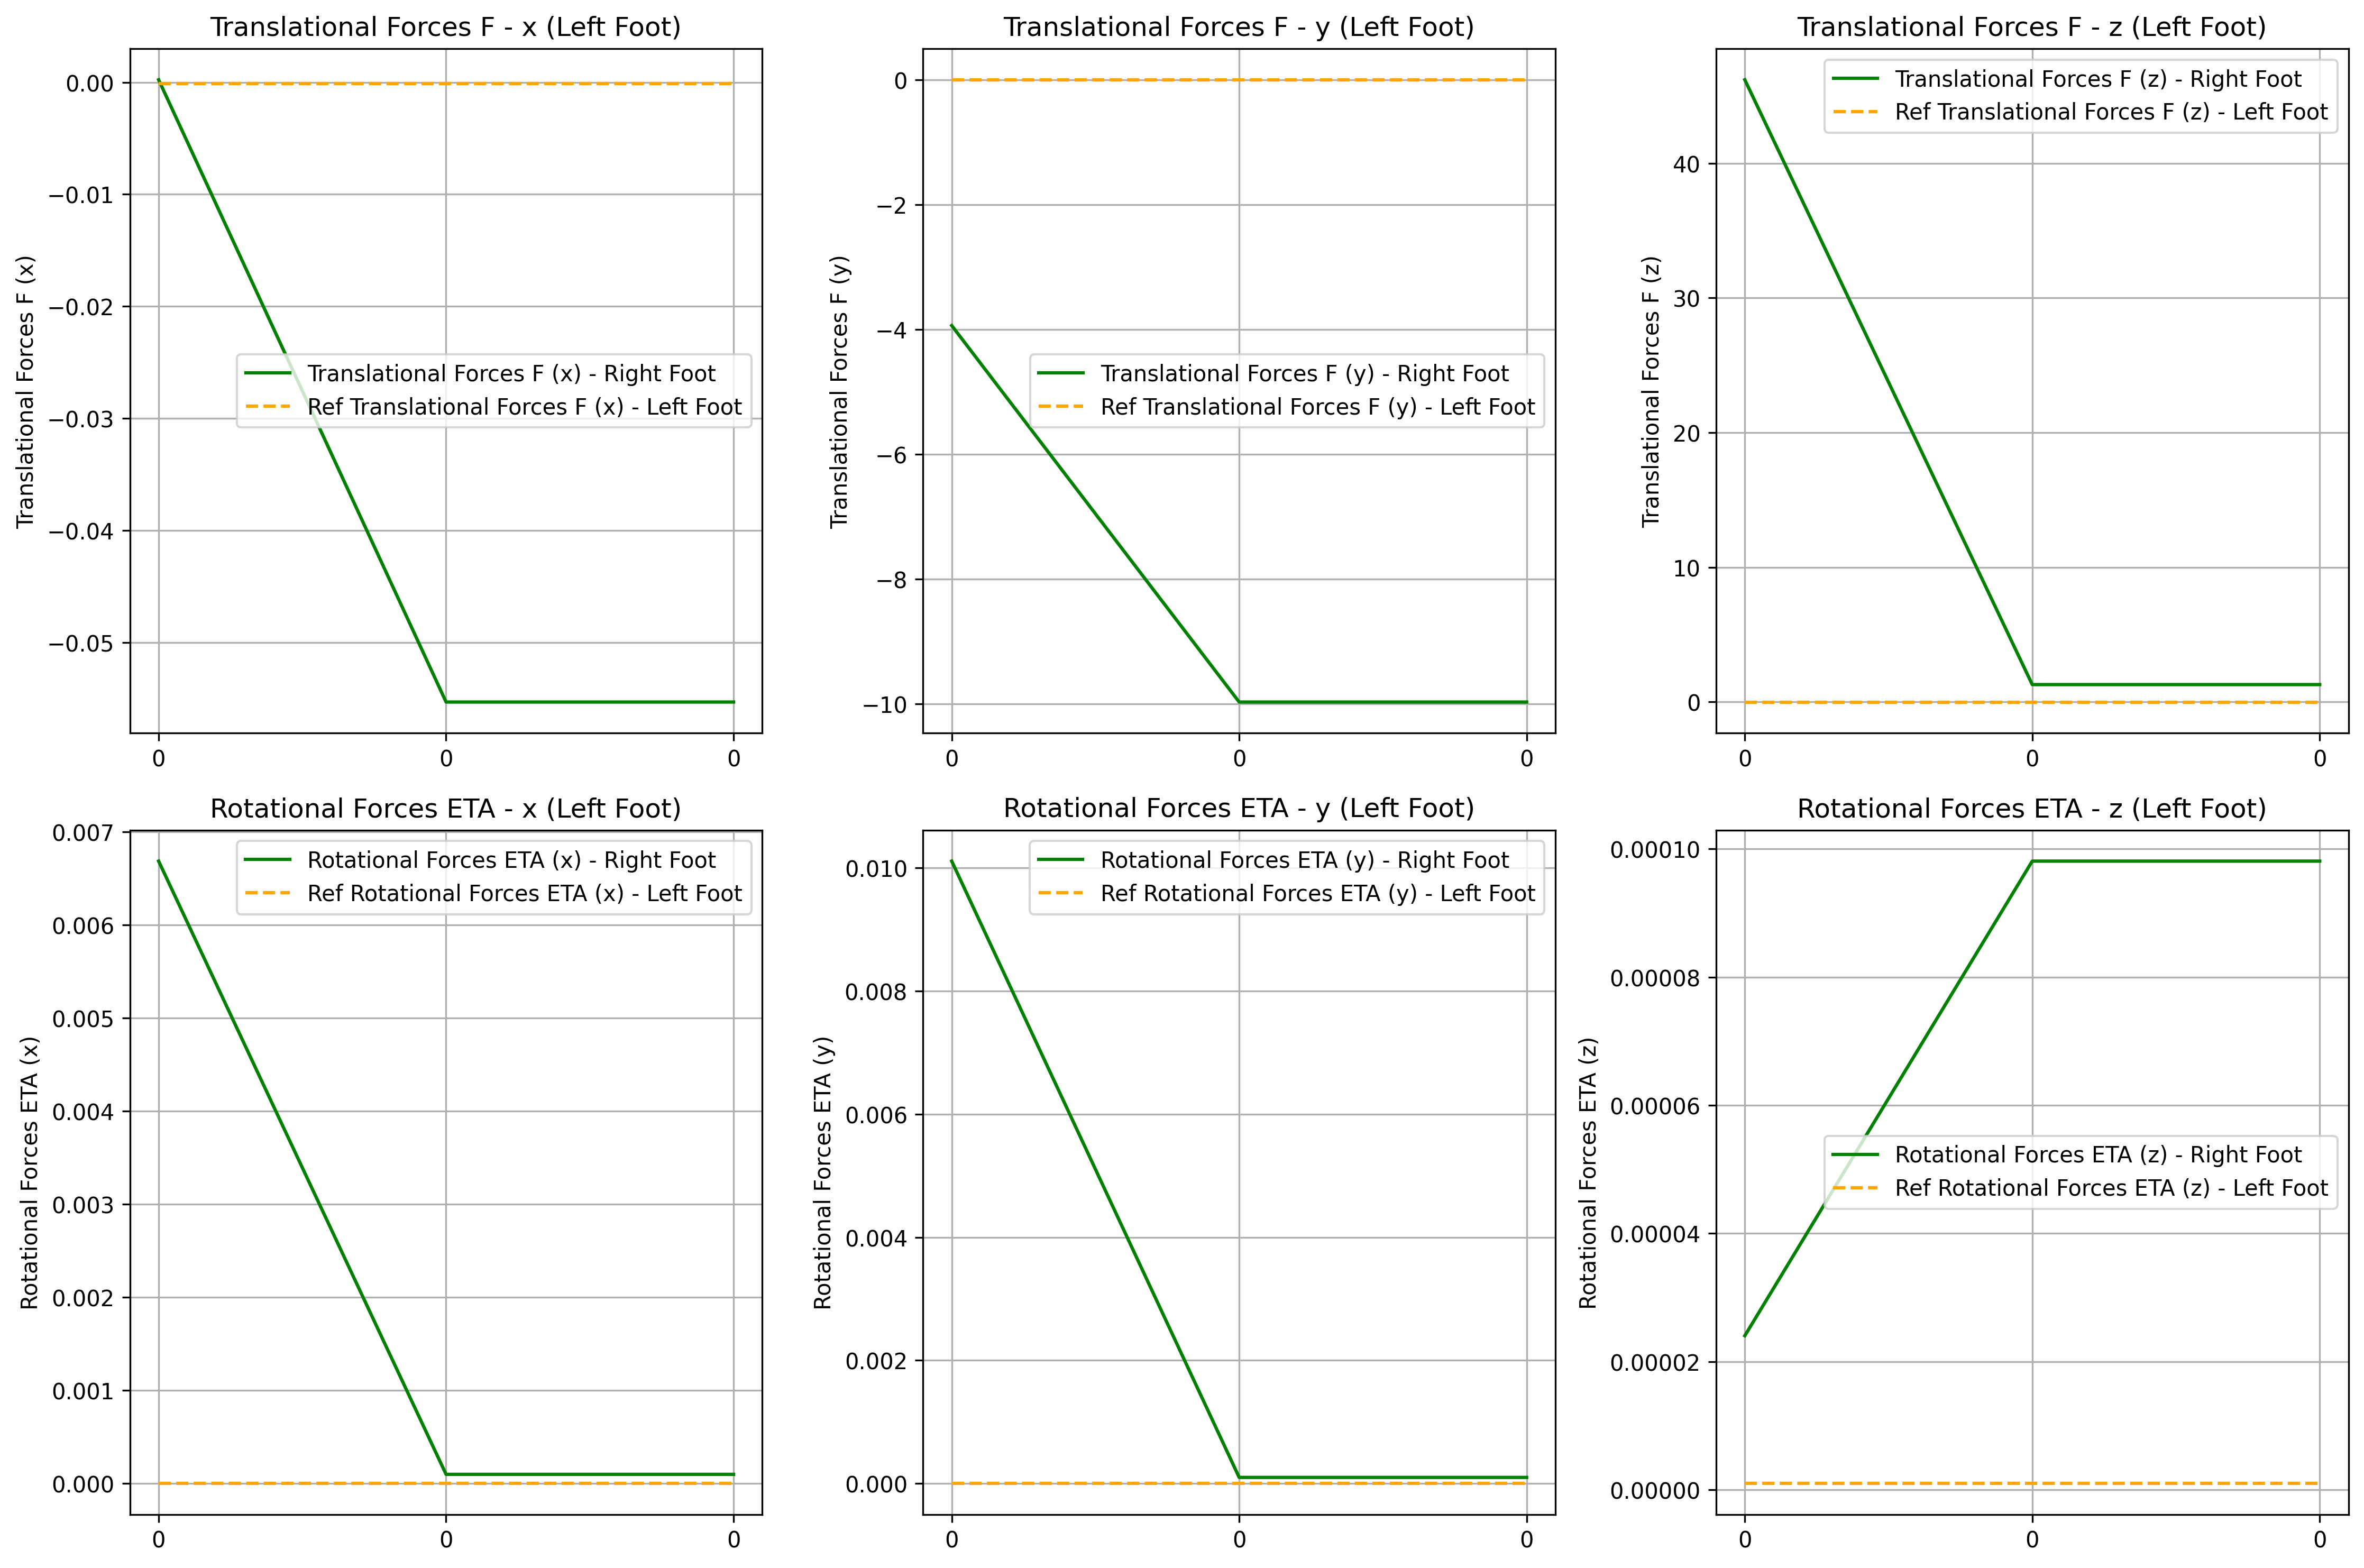 Translational Forces F - x (Left Foot)
Translational Forces F (x)
0.00
−0.01
−0.02
−0.03
−0.04
−0.05
Translational Forces F (x) - Right Foot
Ref Translational Forces F (x) - Left Foot
0 0 0
Translational Forces F - y (Left Foot)
Translational Forces F (y)
0
−2
−4
−6
−8
−10
Translational Forces F (y) - Right Foot
Ref Translational Forces F (y) - Left Foot
0 0 0
Translational Forces F - z (Left Foot)
Translational Forces F (z)
40
30
20
10
0
Translational Forces F (z) - Right Foot
Ref Translational Forces F (z) - Left Foot
0 0 0
Rotational Forces ETA - x (Left Foot)
Rotational Forces ETA (x)
0.007
0.006
0.005
0.004
0.003
0.002
0.001
0.000
Rotational Forces ETA (x) - Right Foot
Ref Rotational Forces ETA (x) - Left Foot
0 0 0
Rotational Forces ETA - y (Left Foot)
Rotational Forces ETA (y)
0.010
0.008
0.006
0.004
0.002
0.000
Rotational Forces ETA (y) - Right Foot
Ref Rotational Forces ETA (y) - Left Foot
0 0 0
Rotational Forces ETA - z (Left Foot)
Rotational Forces ETA (z)
0.00010
0.00008
0.00006
0.00004
0.00002
0.00000
Rotational Forces ETA (z) - Right Foot
Ref Rotational Forces ETA (z) - Left Foot
0 0 0